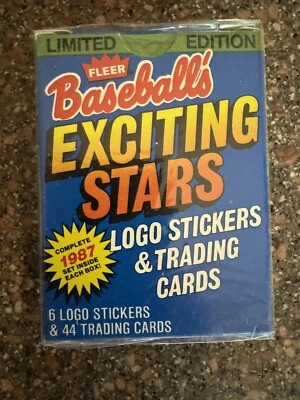 LIMITED EDITION
FLEER
Baseball's
EXCITING
STARS
LOGO STICKERS
& TRADING
CARDS
COMPLETE
1987
SET INSIDE
EACH BOX!
6 LOGO STICKERS
& 44 TRADING CARDS